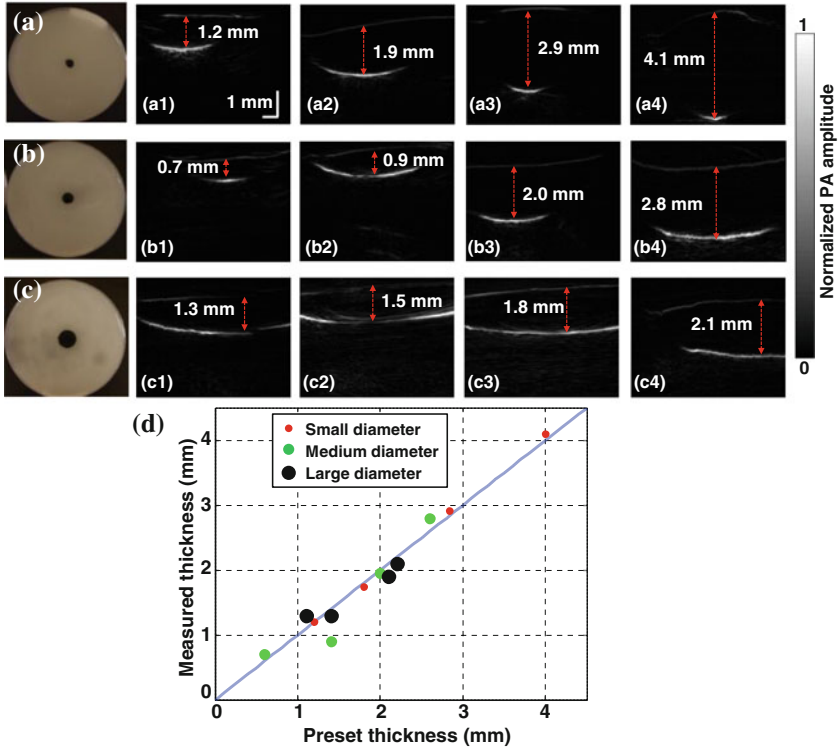 (a)
1.2 mm
1 mm
(a1)
1.9 mm
(a2)
2.9 mm
(a3)
4.1 mm
(a4)
1
(b)
0.7 mm
(b1)
0.9 mm
(b2)
2.0 mm
(b3)
2.8 mm
(b4)
Normalized PA amplitude
(c)
1.3 mm
(c1)
1.5 mm
(c2)
1.8 mm
(c3)
2.1 mm
(c4)
0
(d)
Small diameter
Medium diameter
Large diameter
Measured thickness (mm)
4
3
2
1
0
0
1
2
3
4
Preset thickness (mm)